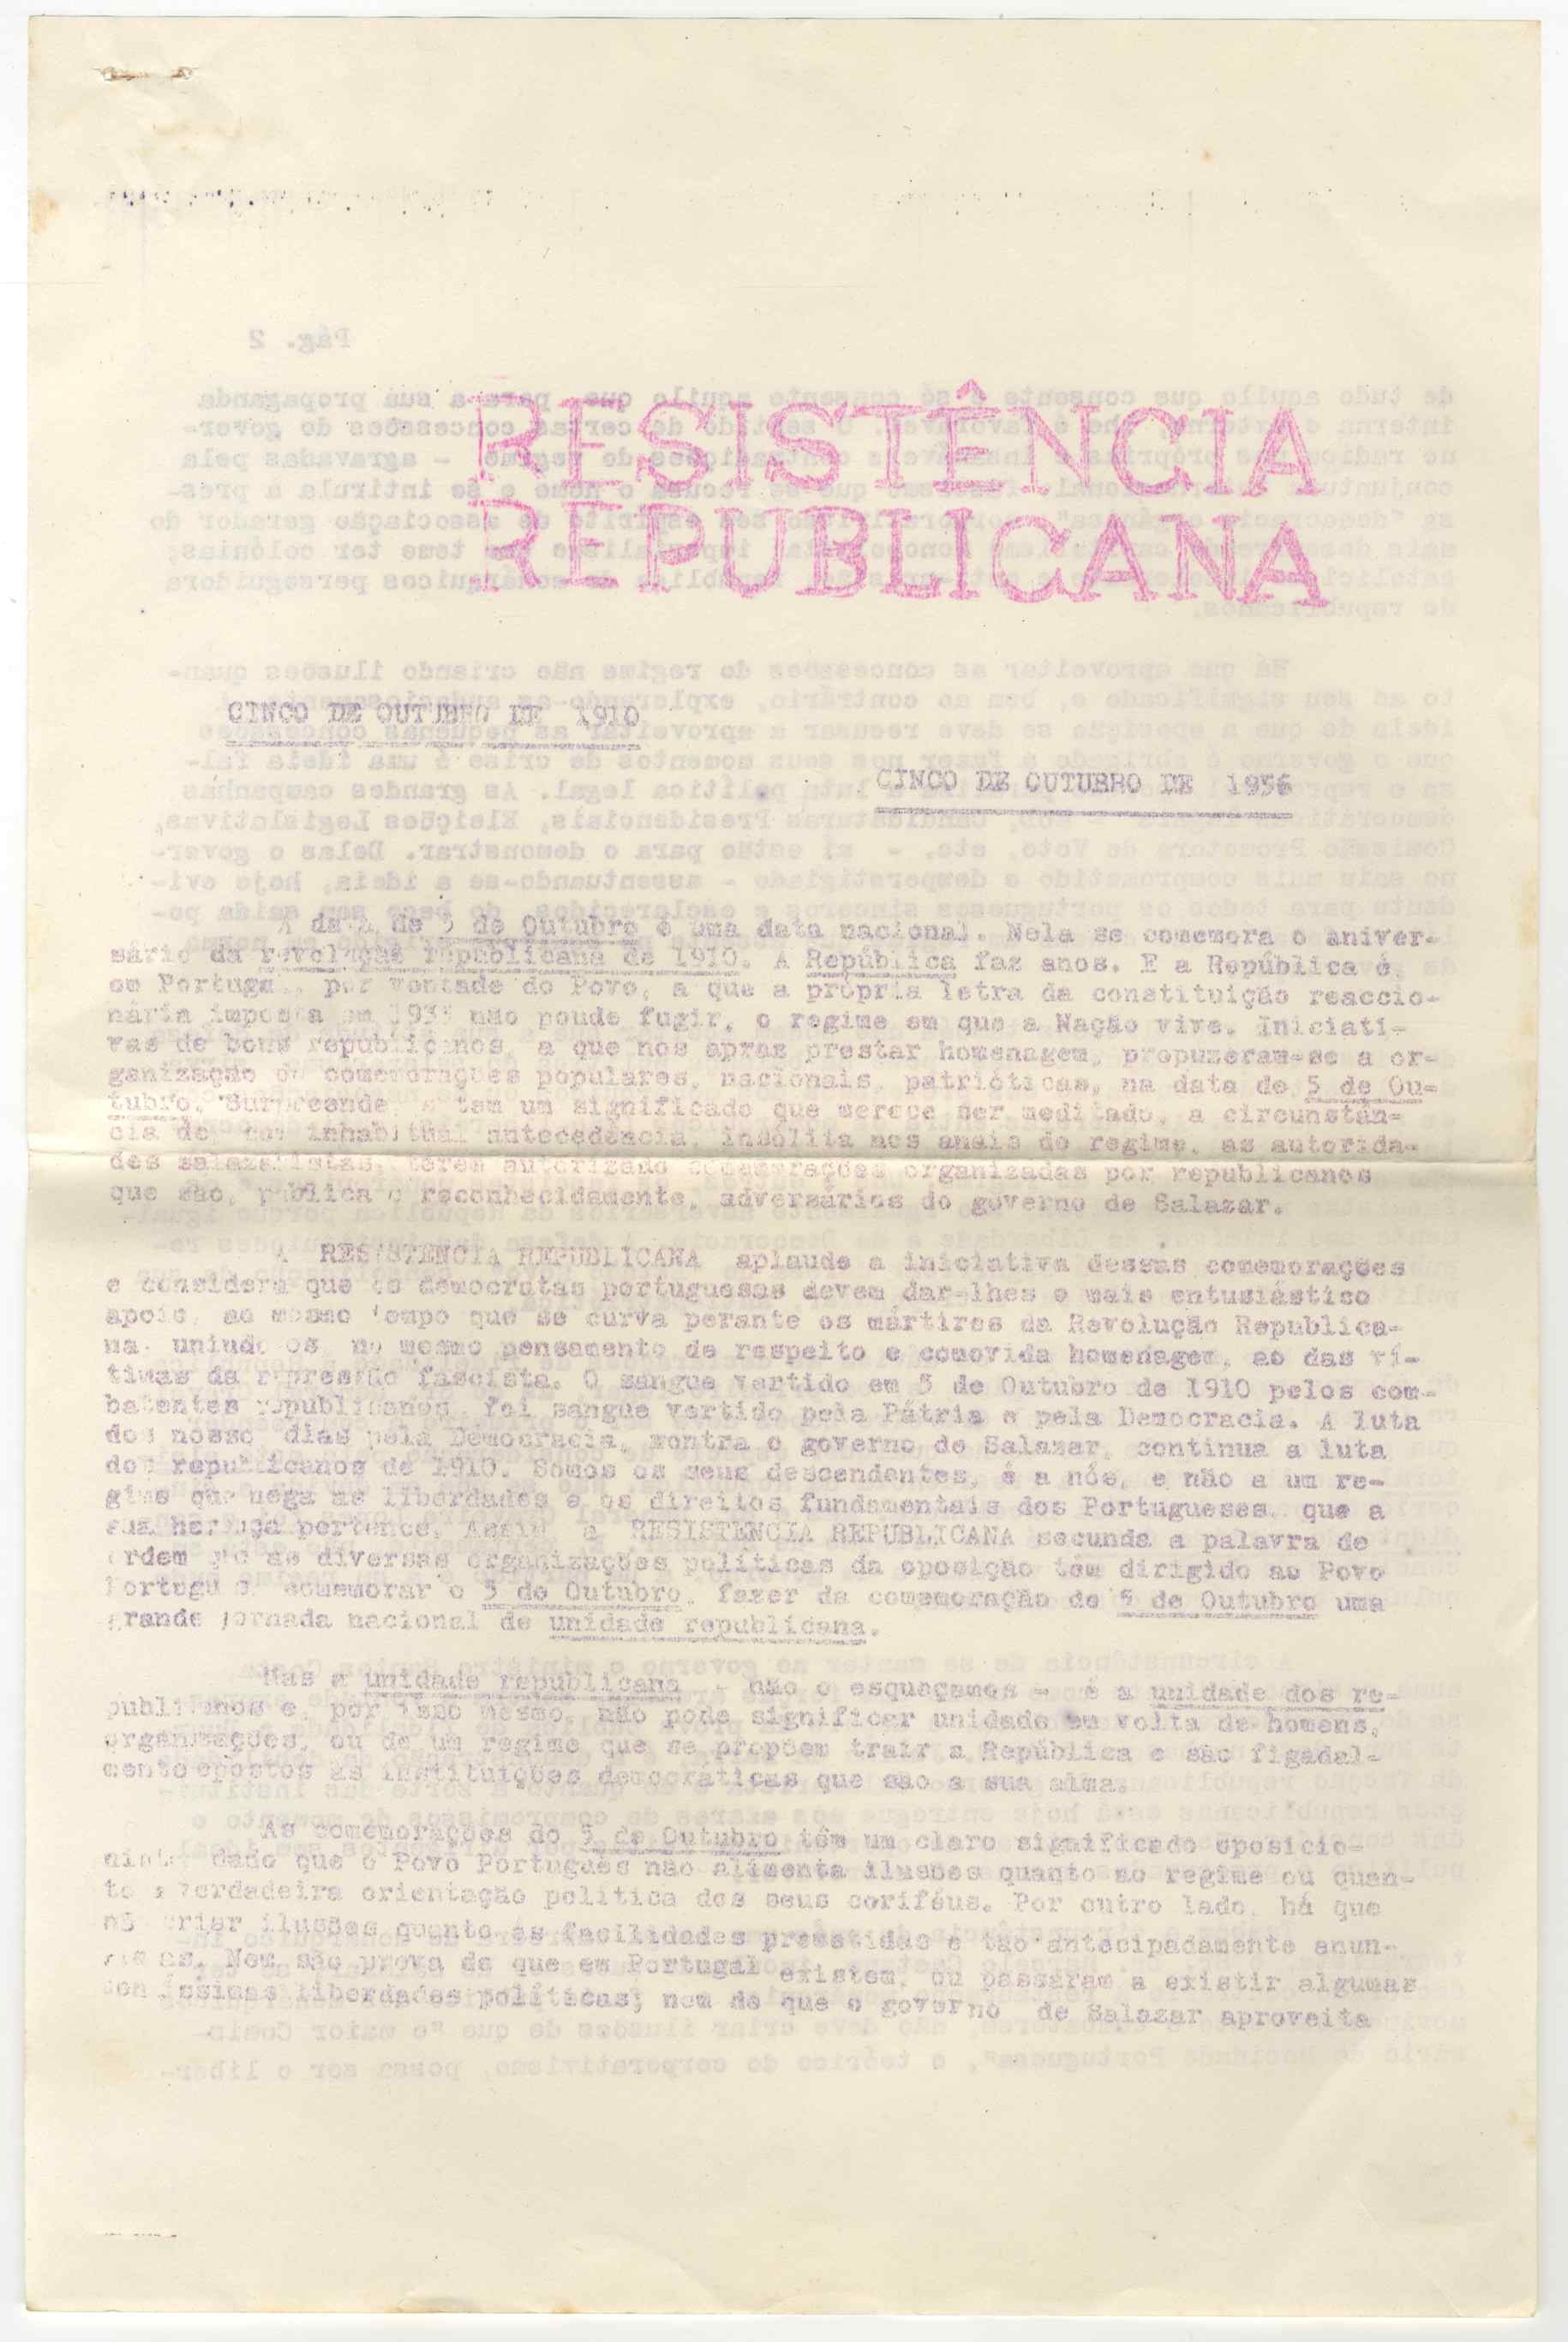 RESISTÊNCIA
REPUBLICANA
CINCO DE OUTUBRO DE 1910
CINCO DE OUTUBRO DE 1956
A data de 5 de Outubro é uma data nacional. Nela se comemora o aniver-
sário da revolução republicana de 1910. A República faz anos. E a República é,
em Portugal, por vontade do Povo, a que a própria letra da constituição reaccio-
nária imposta em 1933 não poude fugir, o regime em que a Nação vive. Iniciati-
vas de bons republicanos, a que nos apraz prestar homenagem, propuzeram-se a or-
ganização de comemorações populares, nacionais, patrióticas, na data de 5 de Ou-
tubro. Surpreende, e tem um significado que merece ser meditado, a circunstân-
cia de com inhabitual antecedência, insólita nos anais do regime, as autorida-
des salazaristas, terem autorizado comemorações organizadas por republicanos
que são, pública e reconhecidamente, adversários do governo de Salazar.
A RESISTENCIA REPUBLICANA aplaude a iniciativa dessas comemorações
e considera que os democratas portugueses devem dar-lhes o mais entusiástico
apoio, ao mesmo tempo que se curva perante os mártires da Revolução Republica-
na, unindo os no mesmo pensamento de respeito e comovida homenagem, ao das ví-
timas da repressão fascista. O sangue vertido em 5 de Outubro de 1910 pelos com-
batentes republicanos, foi sangue vertido pela Pátria e pela Democracia. A luta
dos nosso dias pela Democracia, contra o governo de Salazar, continua a luta
dos republicanos de 1910. Somos os seus descendentes, é a nós, e não a um re-
gime que nega as liberdades e os direitos fundamentais dos Portugueses, que a
sua herança pertence. Assim, a RESISTENCIA REPUBLICANA secunda a palavra de
ordem que as diversas organizações políticas da oposição têm dirigido ao Povo
Português, comemorar o 5 de Outubro, fazer da comemoração do 5 de Outubro uma
grande jornada nacional de unidade republicana.
Mas a unidade republicana - não o esqueçamos - é a unidade dos re-
publicanos e, por isso mesmo, não pode significar unidade em volta de homens,
organizações, ou de um regime que se propõem trair a República e são figadal-
mente opostos às instituições democráticas que são a sua alma.
As comemorações do 5 de Outubro têm um claro significado oposicio-
nista, dado que o Povo Português não alimenta ilusões quanto ao regime ou quan-
to à verdadeira orientação política dos seus coriféus. Por outro lado, há que
não criar ilusões quanto às facilidades prometidas e tão antecipadamente anun-
ciadas. Nem são prova de que em Portugal existem, ou passaram a existir algumas
tenuíssimas liberdades políticas; nem de que o governo de Salazar aproveita